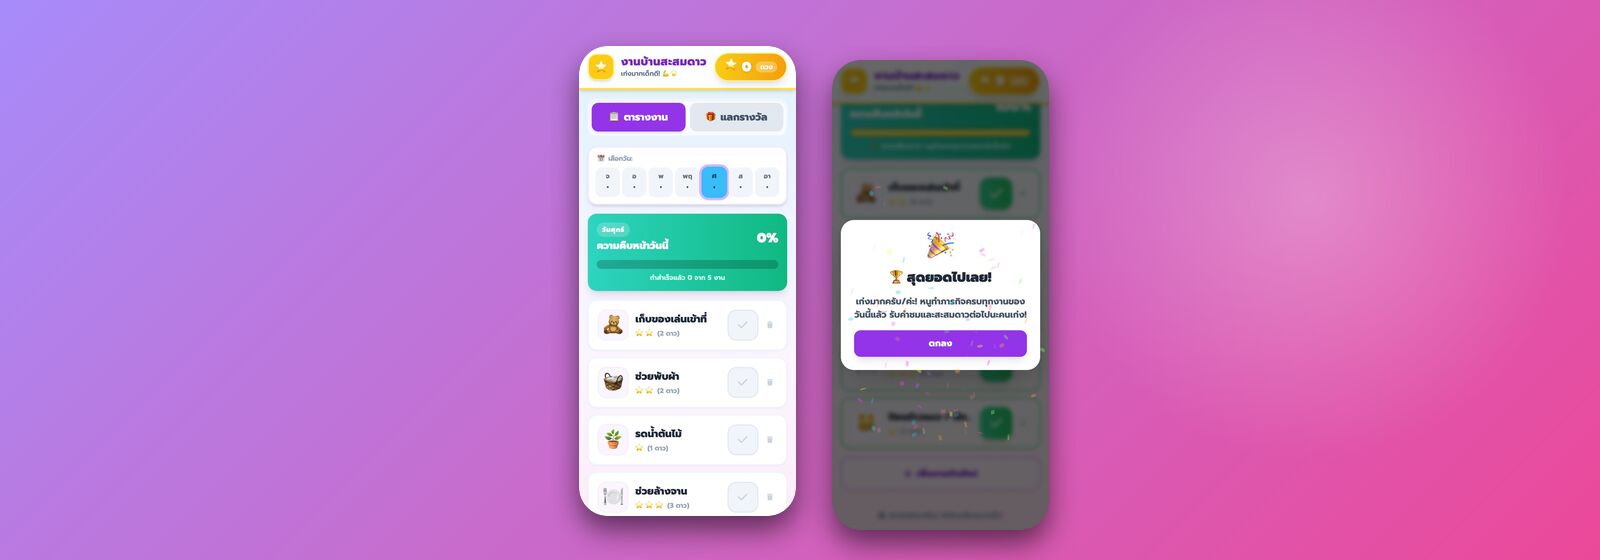 งานบ้านสะสมดาว
เก่งมากเด็กดี! 💪🌟
ดวง
📋 ตารางงาน
🎁 แลกรางวัล
📅 เลือกวัน:
จ อ พ พฤ ศ ส อา
วันศุกร์
ความคืบหน้าวันนี้
0%
ทำสำเร็จแล้ว 0 จาก 5 งาน
เก็บของเล่นเข้าที่
⭐⭐ (2 ดาว)
ช่วยพับผ้า
⭐⭐ (2 ดาว)
รดน้ำต้นไม้
⭐ (1 ดาว)
ช่วยล้างจาน
⭐⭐⭐ (3 ดาว)
🏆 สุดยอดไปเลย!
เก่งมากครับ/ค่ะ! หนูทำภารกิจครบทุกงานของ
วันนี้แล้ว รับคำชมและสะสมดาวต่อไปนะคนเก่ง!
ตกลง